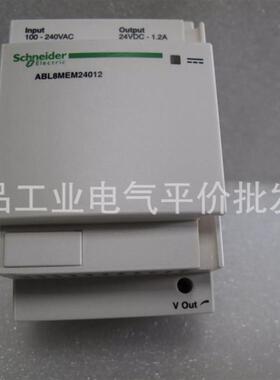 Input Output
100 - 240VAC 24VDC - 1.2A
Schneider
Electric
ABL8MEM24012
品工业电气平价批发
V Out